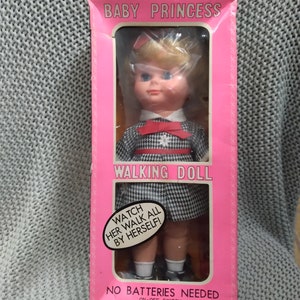 BABY PRINCESS
WALKING DOLL
WATCH
HER WALK ALL
BY HERSELF!
NO BATTERIES NEEDED